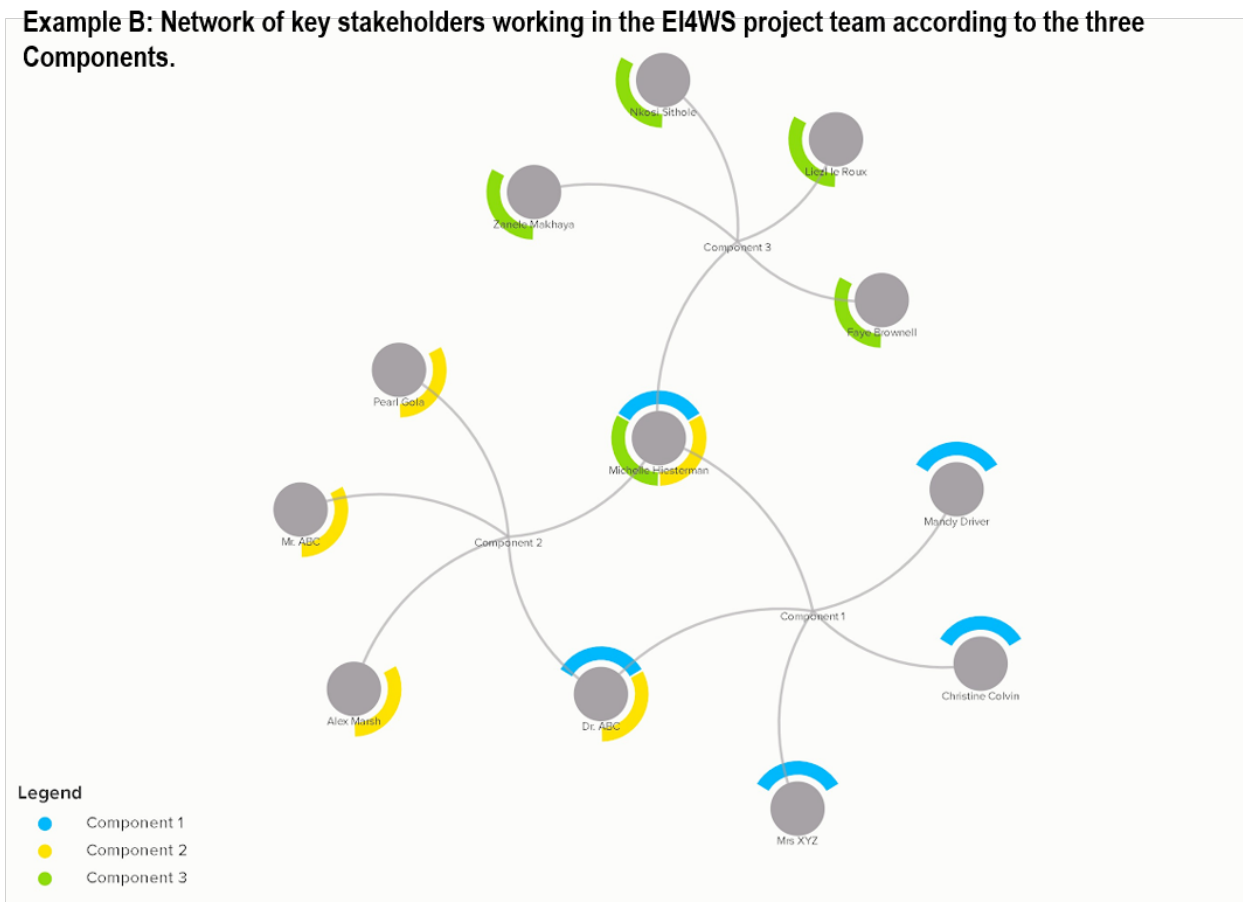 Example B: Network of key stakeholders working in the EI4WS project team according to the three
Components.
Nkosi Sithole
Liezl le Roux
Zanele Makhaya
Component 3
Faye Brownell
Pearl Gola
Michelle Hiesterman
Mandy Driver
Mr. ABC
Component 2
Component 1
Christine Colvin
Alex Marsh
Dr. ABC
Mrs XYZ
Legend
Component 1
Component 2
Component 3